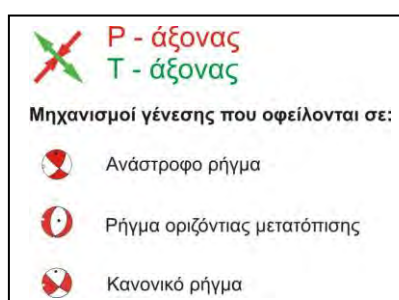 P - άξονας
T - άξονας
Μηχανισμοί γένεσης που οφείλονται σε:
Ανάστροφο ρήγμα
Ρήγμα οριζόντιας μετατόπισης
Κανονικό ρήγμα